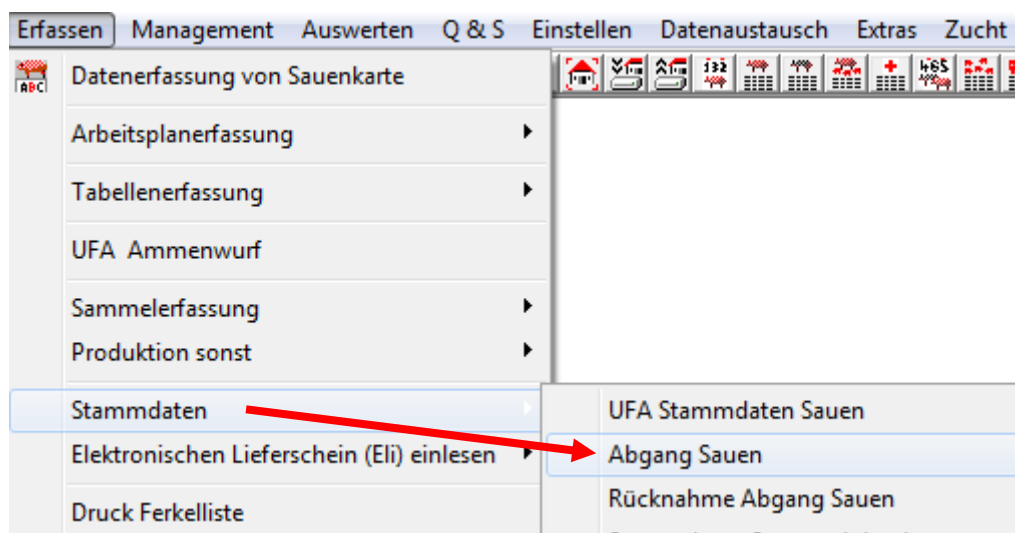 Erfassen Management Auswerten Q & S Einstellen Datenaustausch Extras Zucht
ABC Datenerfassung von Sauenkarte
Arbeitsplanerfassung
Tabellenerfassung
UFA Ammenwurf
Sammelerfassung
Produktion sonst
Stammdaten
UFA Stammdaten Sauen
Elektronischen Lieferschein (Eli) einlesen
Abgang Sauen
Rücknahme Abgang Sauen
Druck Ferkelliste